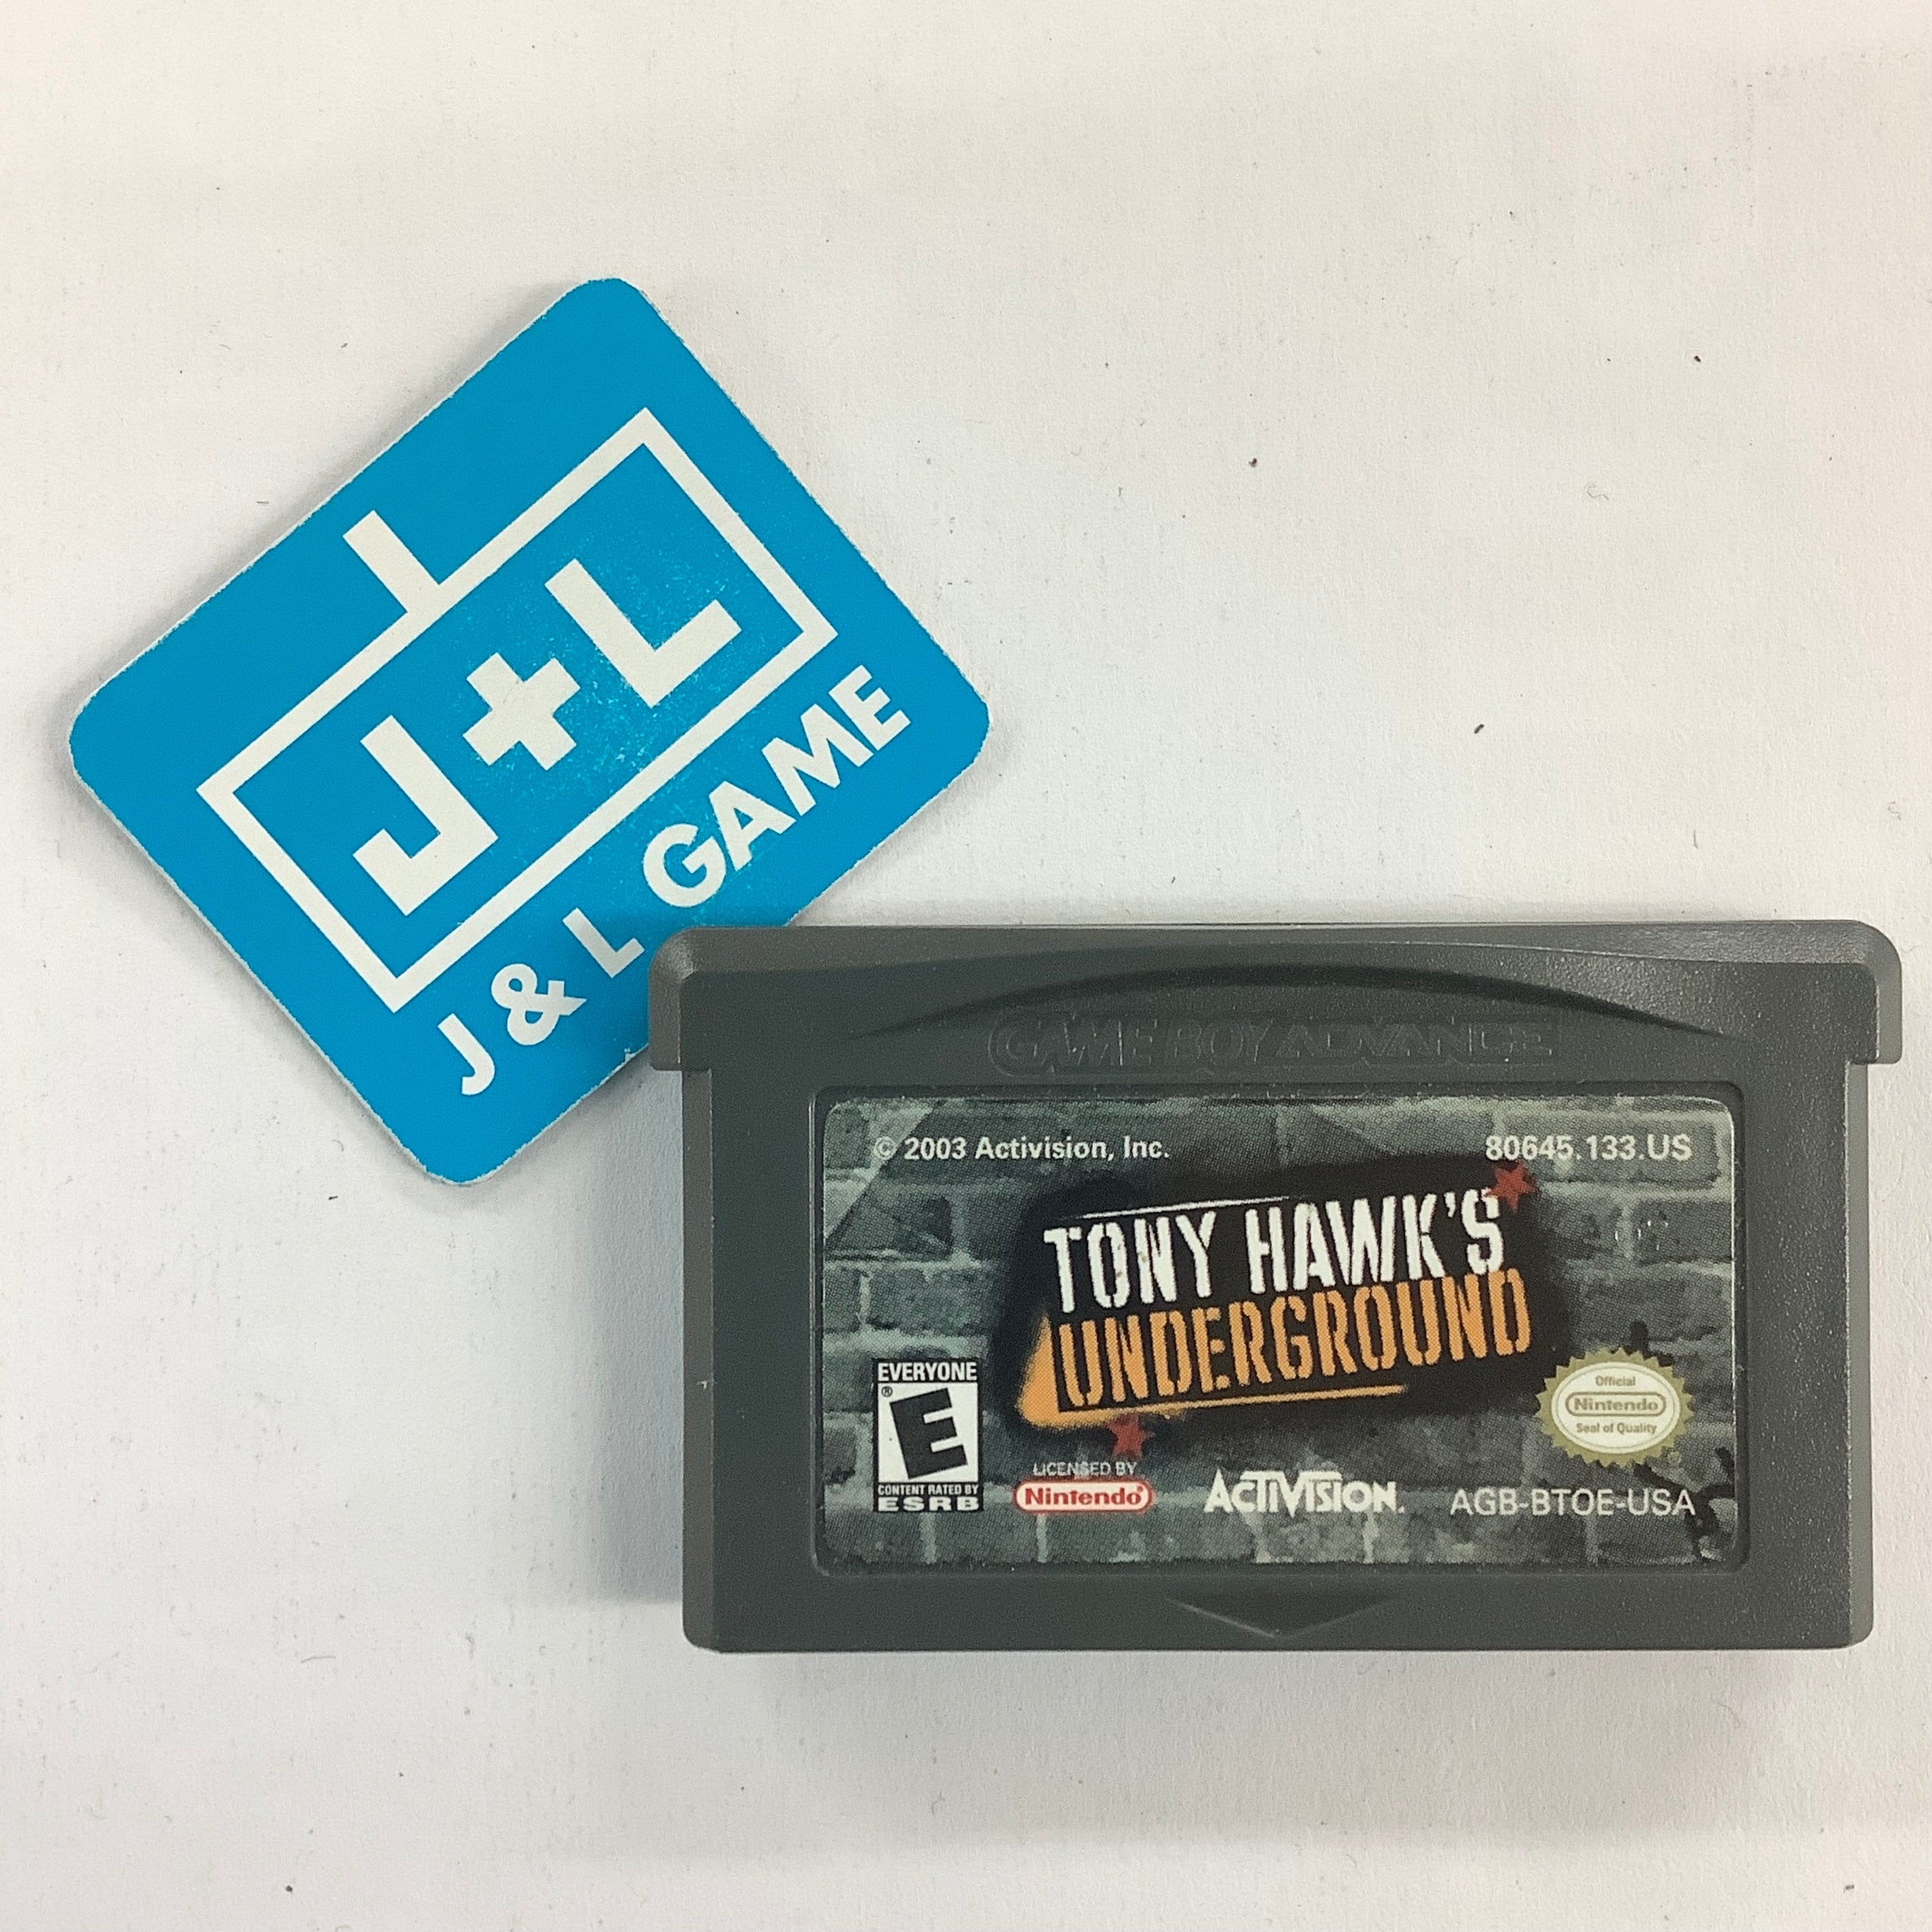 J+L
J & L GAME
GAME BOY ADVANCE
© 2003 Activision, Inc.
80645.133.US
TONY HAWK'S
UNDERGROUND
EVERYONE
®
E
CONTENT RATED BY
ESRB
LICENSED BY
Nintendo®
ACTIVISION.
Official
Nintendo
Seal of Quality
AGB-BTOE-USA